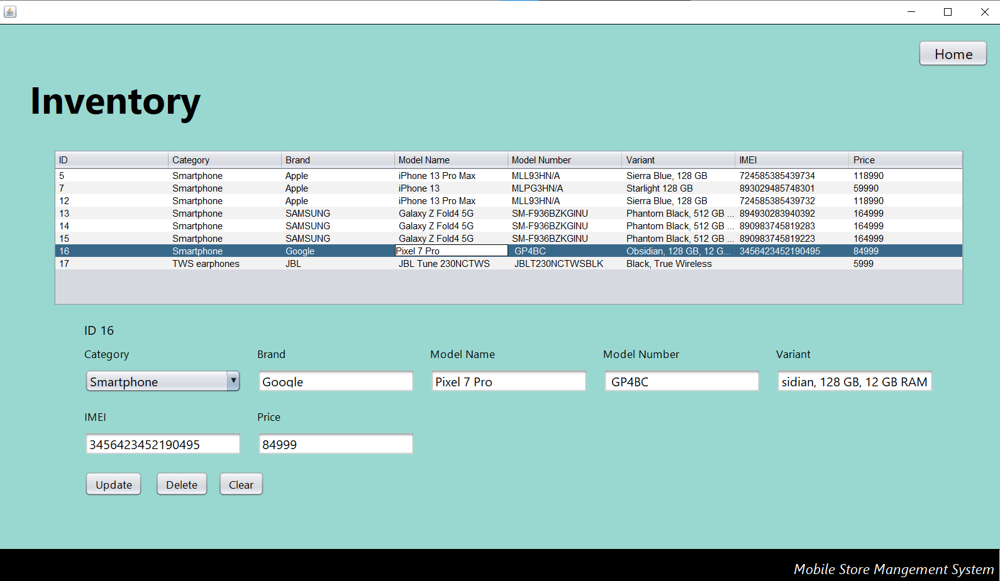 Home
Inventory
ID Category Brand Model Name Model Number Variant IMEI Price
5 Smartphone Apple iPhone 13 Pro Max MLL93HN/A Sierra Blue, 128 GB 724585385439734 118990
7 Smartphone Apple iPhone 13 MLPG3HN/A Starlight 128 GB 893029485748301 59990
12 Smartphone Apple iPhone 13 Pro Max MLL93HN/A Sierra Blue, 128 GB 724585385439732 118990
13 Smartphone SAMSUNG Galaxy Z Fold4 5G SM-F936BZKGINU Phantom Black, 512 GB ... 894930283940392 164999
14 Smartphone SAMSUNG Galaxy Z Fold4 5G SM-F936BZKGINU Phantom Black, 512 GB ... 890983745819283 164999
15 Smartphone SAMSUNG Galaxy Z Fold4 5G SM-F936BZKGINU Phantom Black, 512 GB ... 890983745819223 164999
16 Smartphone Google Pixel 7 Pro GP4BC Obsidian, 128 GB, 12 G... 3456423452190495 84999
17 TWS earphones JBL JBL Tune 230NCTWS JBLT230NCTWSBLK Black, True Wireless 5999
ID 16
Category Brand Model Name Model Number Variant
Smartphone Google Pixel 7 Pro GP4BC sidian, 128 GB, 12 GB RAM
IMEI Price
3456423452190495 84999
Update Delete Clear
Mobile Store Mangement System